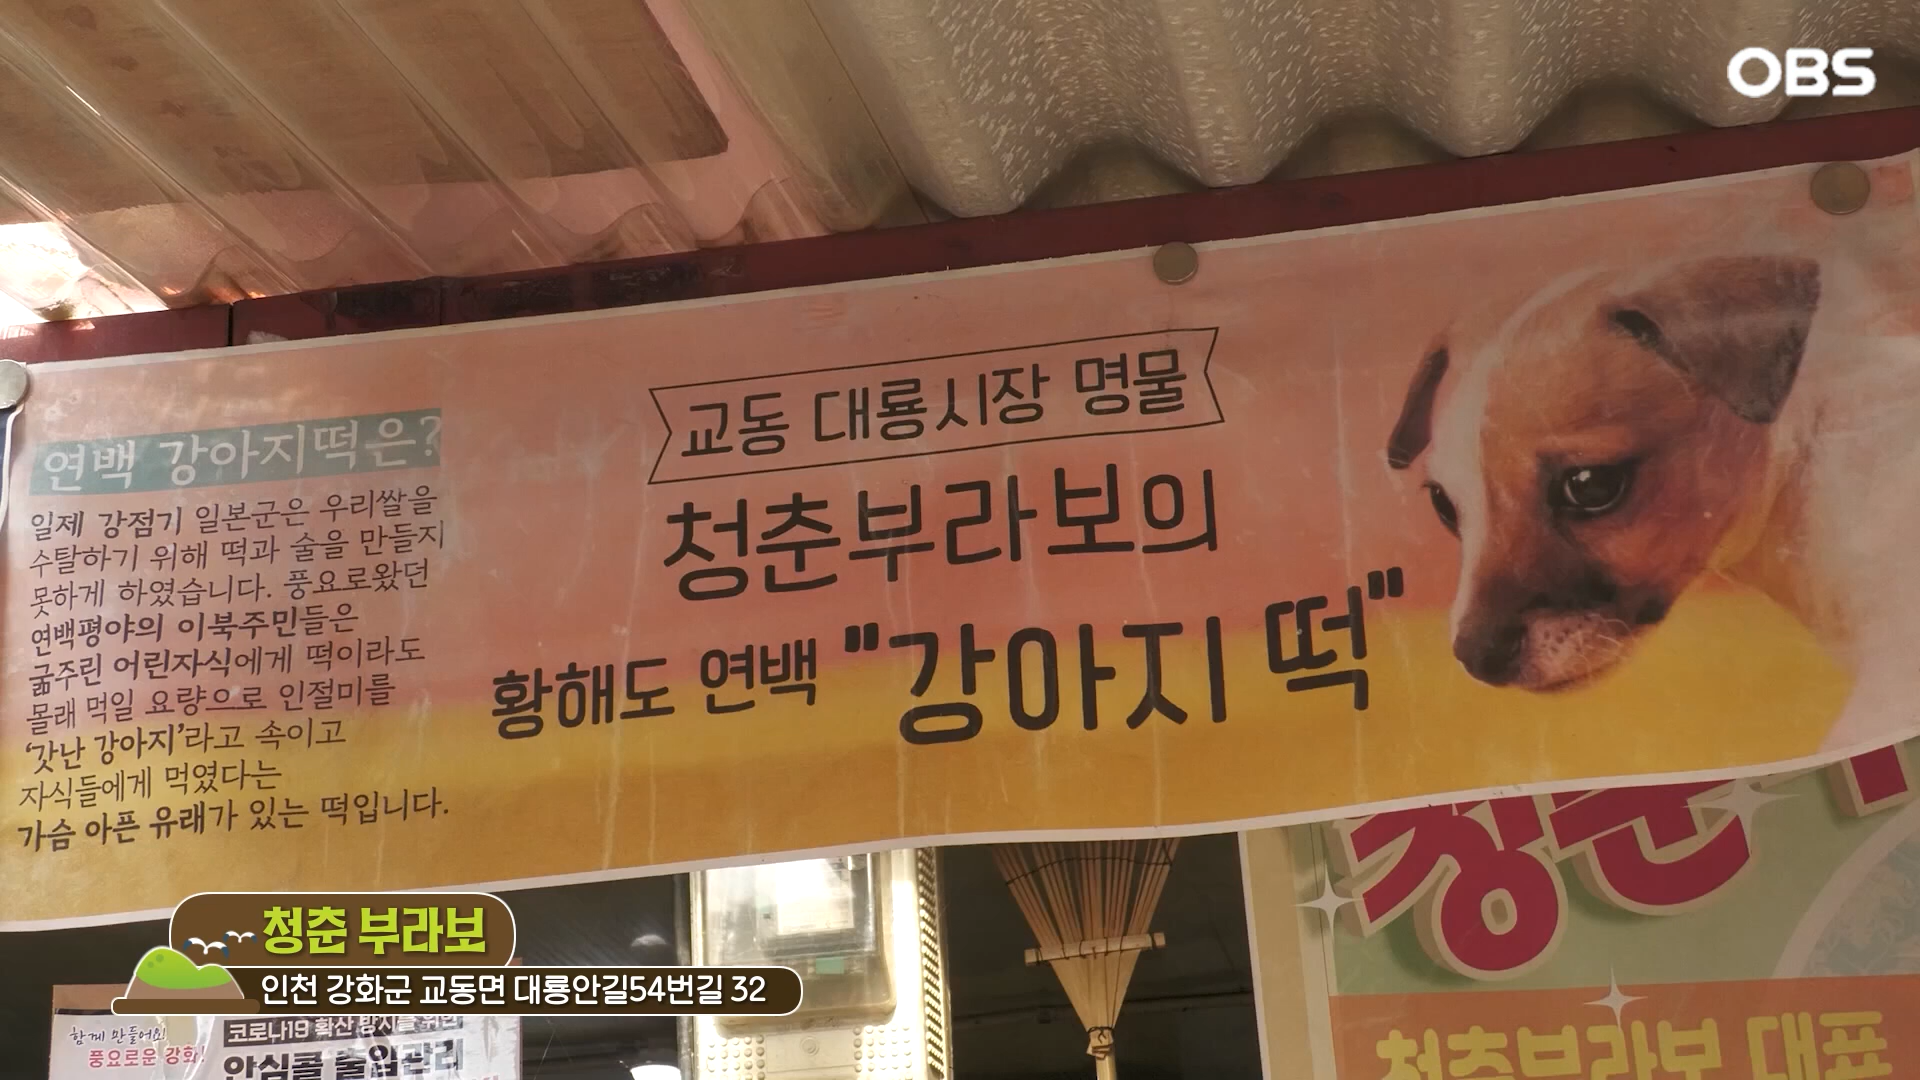 OBS
연백 강아지떡은?
일제 강점기 일본군은 우리쌀을
수탈하기 위해 떡과 술을 만들지
못하게 하였습니다. 풍요로왔던
연백평야의 이북주민들은
굶주린 어린자식에게 떡이라도
몰래 먹일 요량으로 인절미를
'갓난 강아지'라고 속이고
자식들에게 먹였다는
가슴 아픈 유래가 있는 떡입니다.
교동 대룡시장 명물
청춘부라보의
황해도 연백 "강아지 떡"
청춘
청춘부라보 대표
청춘 부라보
인천 강화군 교동면 대룡안길54번길 32
함께 만들어요!
풍요로운 강화!
코로나19 확산 방지를 위한
안심콜 출입관리